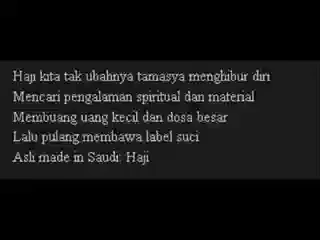 Haji kita tak ubahnya tamasya menghibur diri
Mencari pengalaman spiritual dan material
Membuang uang kecil dan dosa besar
Lalu pulang membawa label suci
Asli made in Saudi: Haji